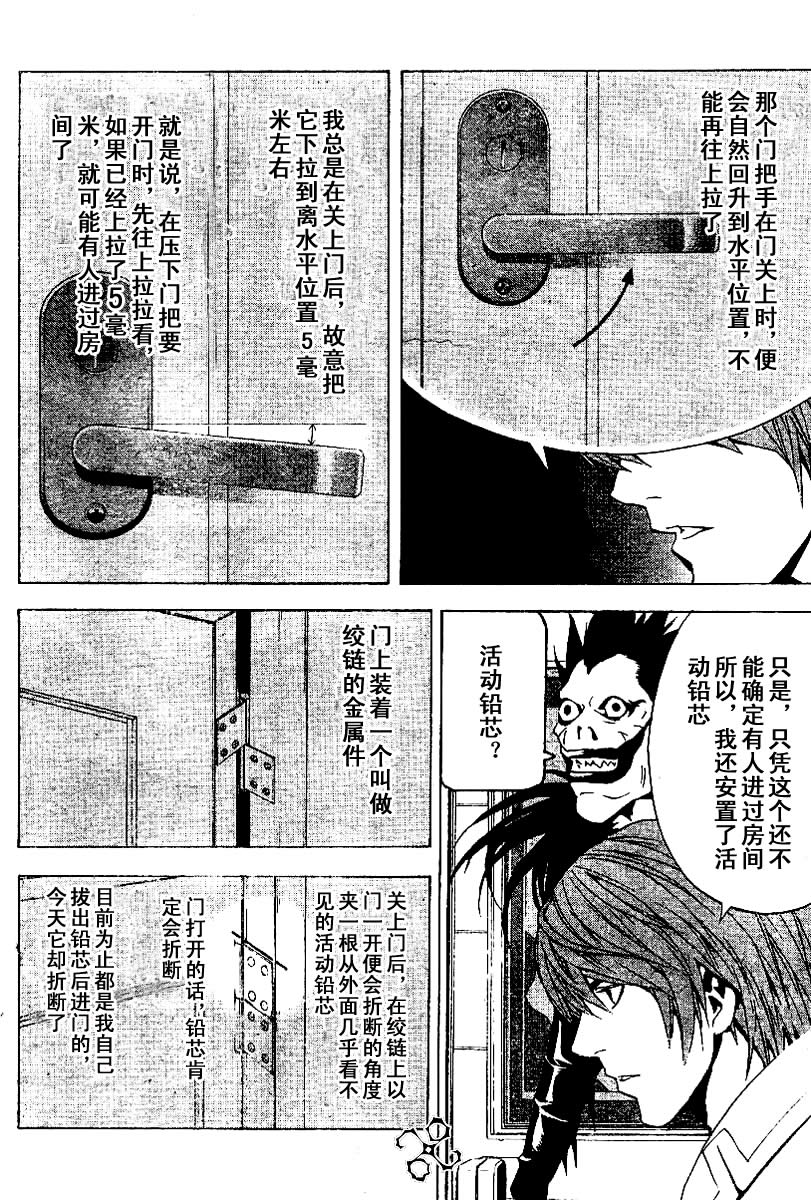 那个门把手在门关上时，便
会自然回升到水平位置，不
能再往上拉了
我总是在关上门后，故意把
它下拉到离水平位置5毫
米左右
就是说，在压下门把要
开门时，先往上拉拉看，
如果已经上拉了5毫
米，就可能有人进过房
间了
只是，只凭这个还不
能确定有人进过房间
所以，我还安置了活
动铅芯
活动铅芯？
门上装着一个叫做
绞链的金属件
关上门后，在绞链上以
门一开便会折断的角度
夹一根从外面几乎看不
见的活动铅芯
门打开的话，铅芯肯
定会折断
目前为止都是我自己
拔出铅芯后进门的，
今天它却折断了